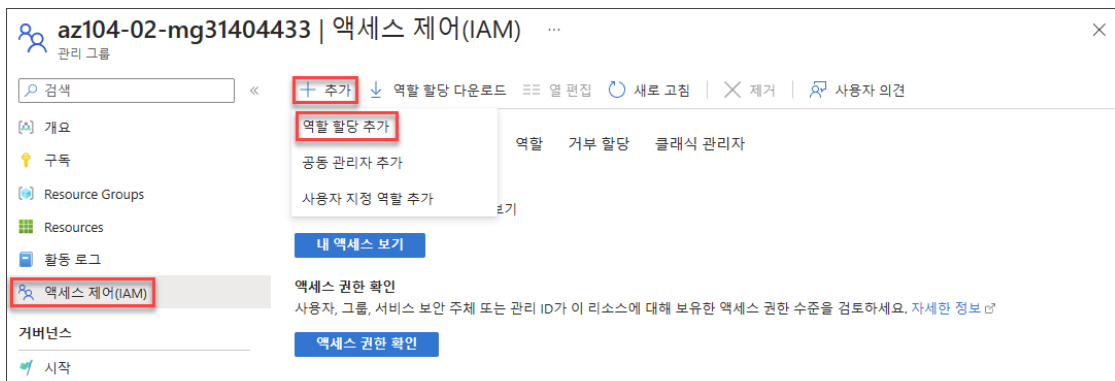 az104-02-mg31404433 | 액세스 제어(IAM) ...
관리 그룹
검색
추가
역할 할당 다운로드
열 편집
새로 고침
제거
사용자 의견
역할 할당 추가
공동 관리자 추가
사용자 지정 역할 추가
역할
거부 할당
클래식 관리자
개요
구독
Resource Groups
Resources
활동 로그
액세스 제어(IAM)
거버넌스
시작
보기
내 액세스 보기
액세스 권한 확인
사용자, 그룹, 서비스 보안 주체 또는 관리 ID가 이 리소스에 대해 보유한 액세스 권한 수준을 검토하세요. 자세한 정보
액세스 권한 확인